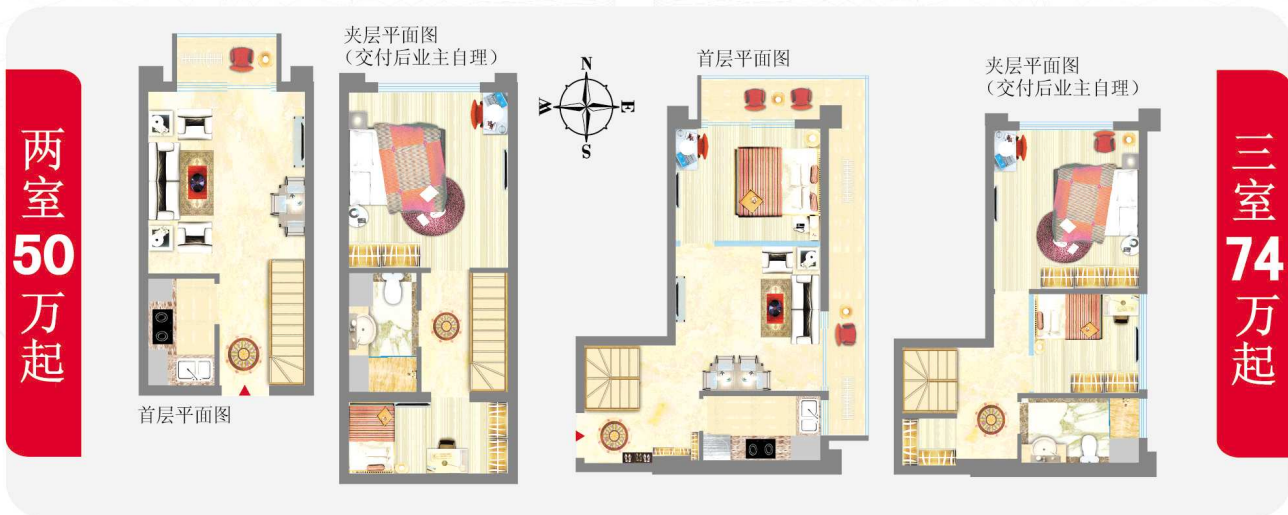 两室
50
万起
首层平面图
夹层平面图
（交付后业主自理）
N
W
E
S
首层平面图
夹层平面图
（交付后业主自理）
三室
74
万起